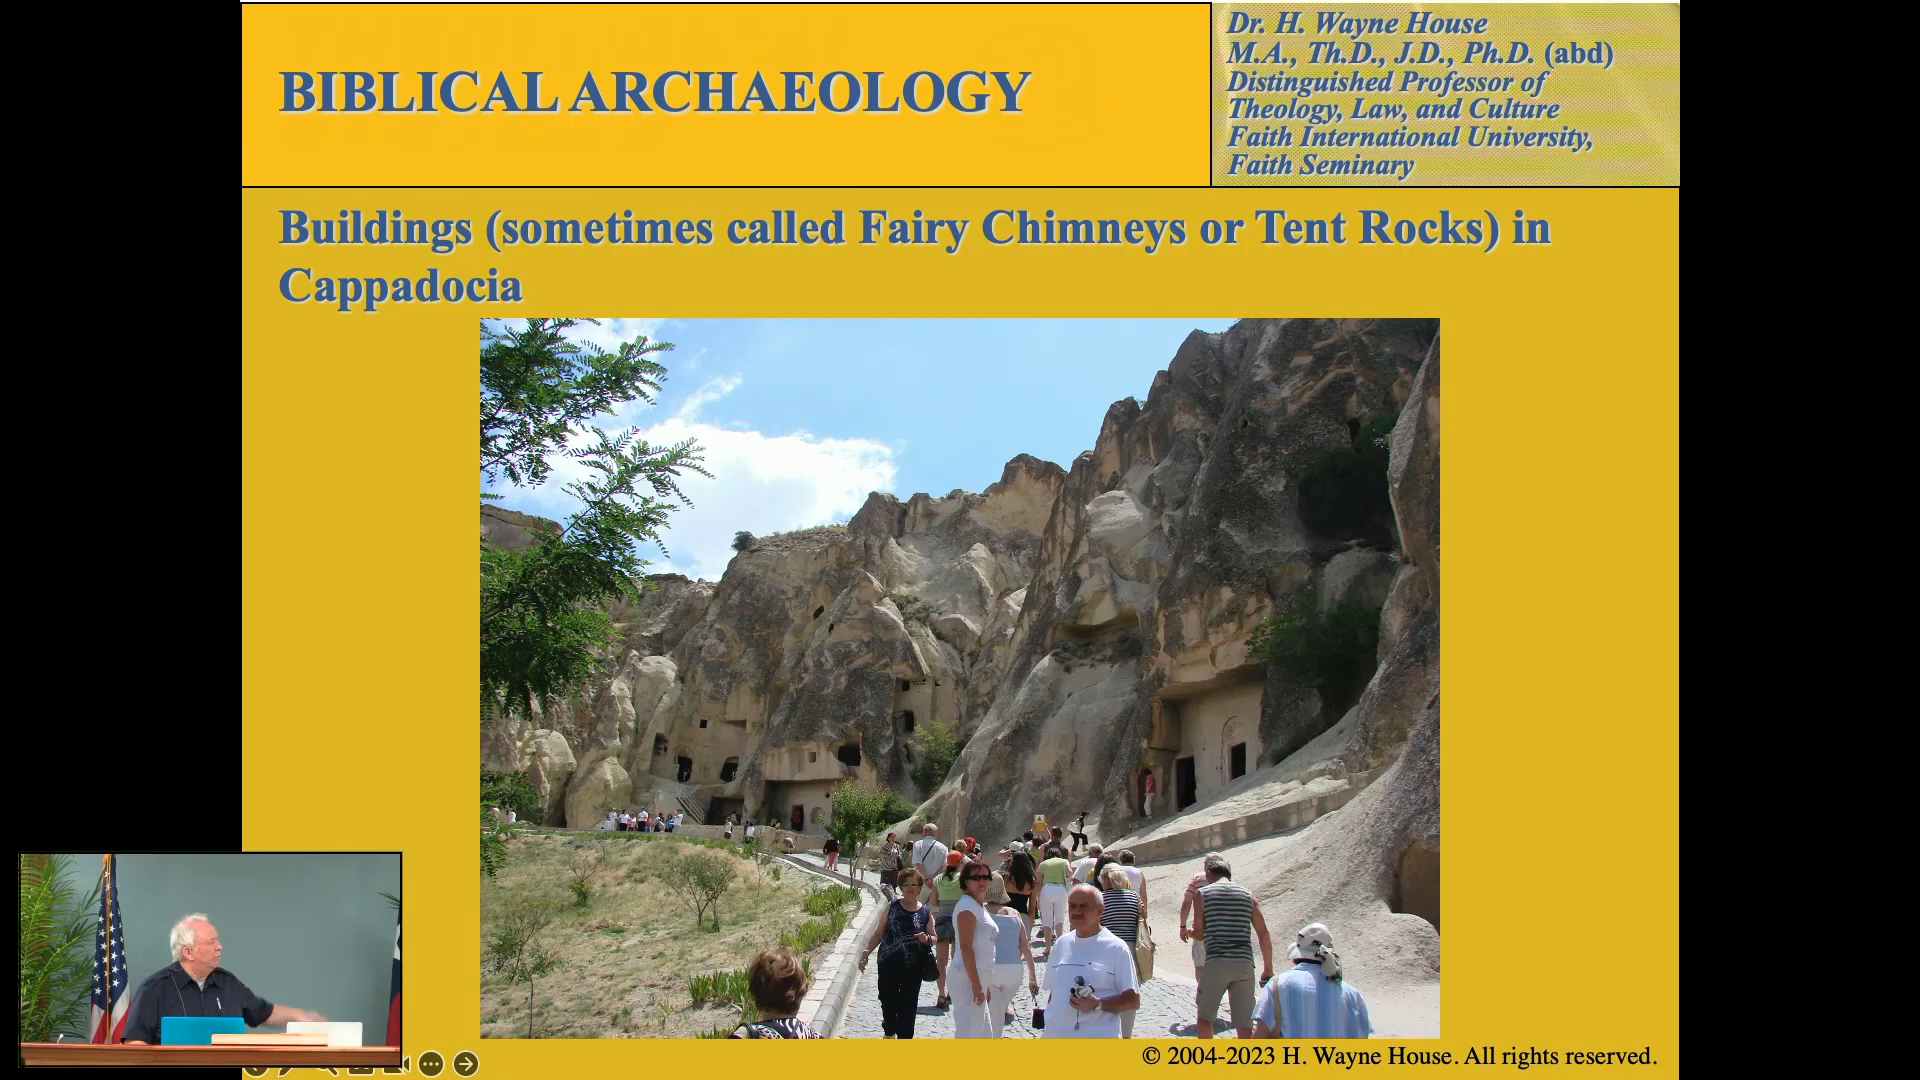 BIBLICAL ARCHAEOLOGY
Dr. H. Wayne House
M.A., Th.D., J.D., Ph.D. (abd)
Distinguished Professor of
Theology, Law, and Culture
Faith International University,
Faith Seminary
Buildings (sometimes called Fairy Chimneys or Tent Rocks) in
Cappadocia
© 2004-2023 H. Wayne House. All rights reserved.